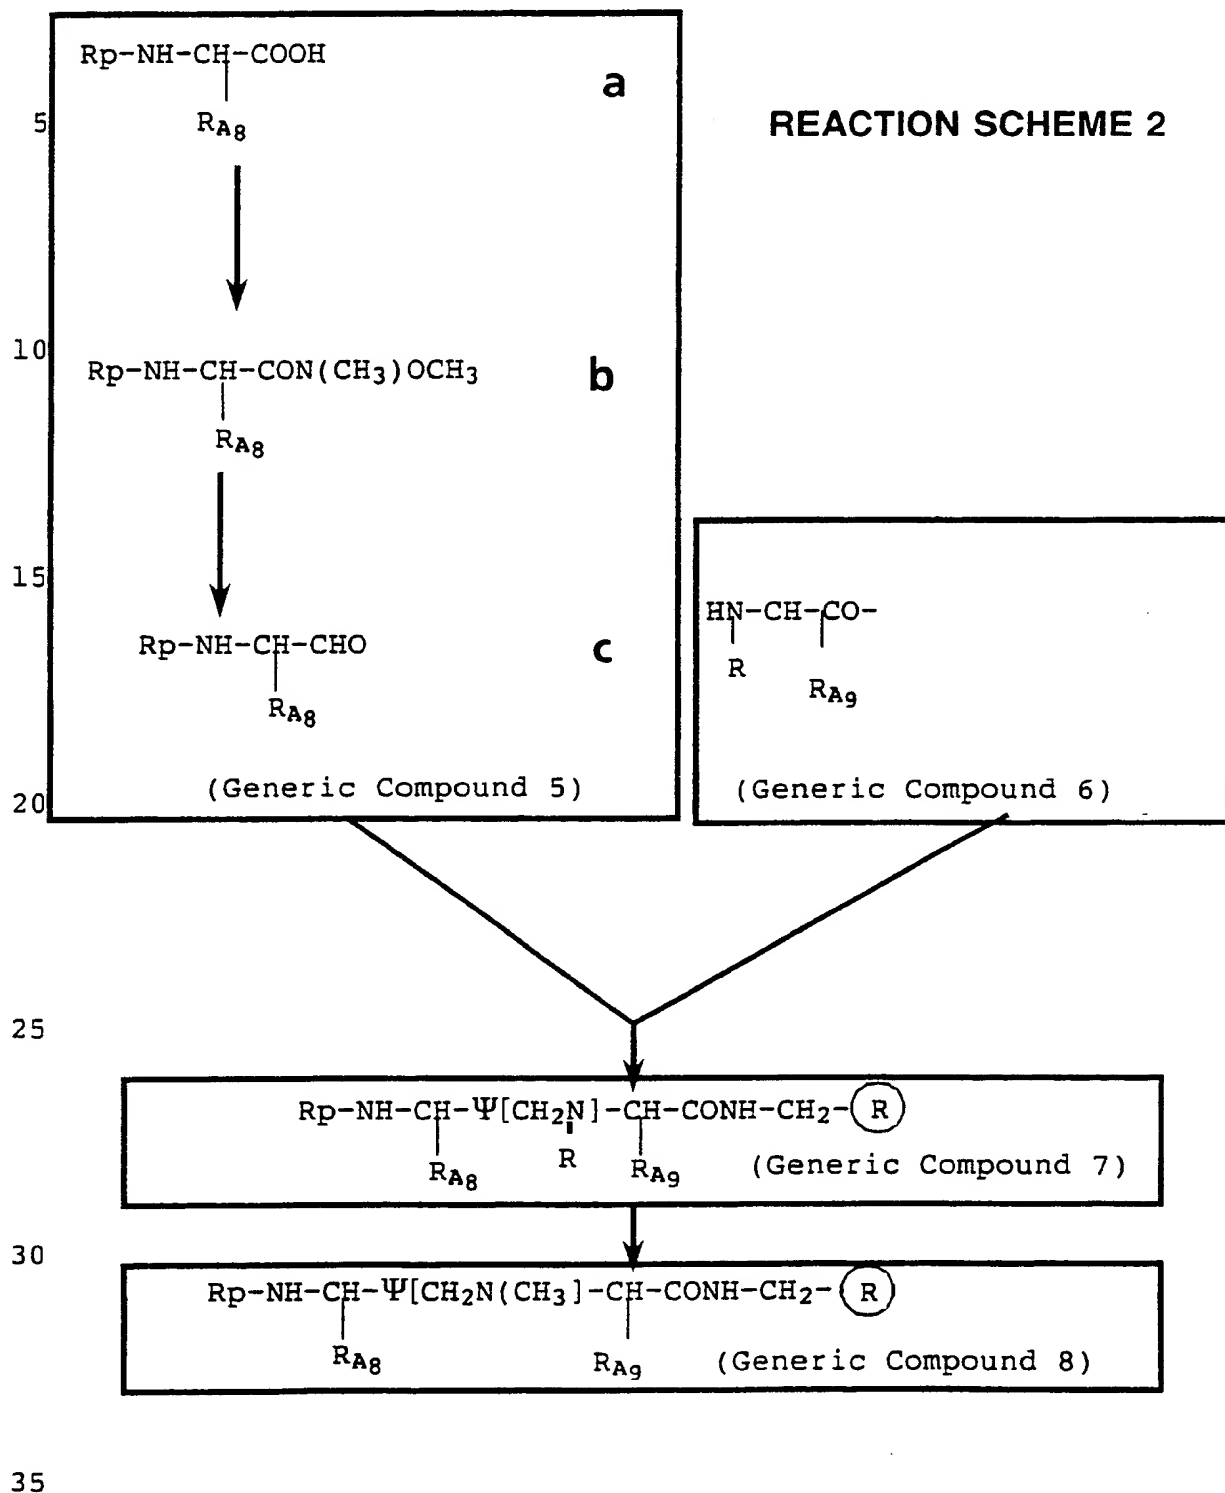 Rp-NH-CH-COOH
a
RA8
5
REACTION SCHEME 2
10
Rp-NH-CH-CON(CH3)OCH3
b
RA8
15
HN-CH-CO-
Rp-NH-CH-CHO
c
R
RA9
RA8
(Generic Compound 5)
(Generic Compound 6)
20
25
Rp-NH-CH-Ψ[CH2N]-CH-CONH-CH2-R
RA8
R
RA9
(Generic Compound 7)
30
Rp-NH-CH-Ψ[CH2N(CH3]-CH-CONH-CH2-R
RA8
RA9
(Generic Compound 8)
35